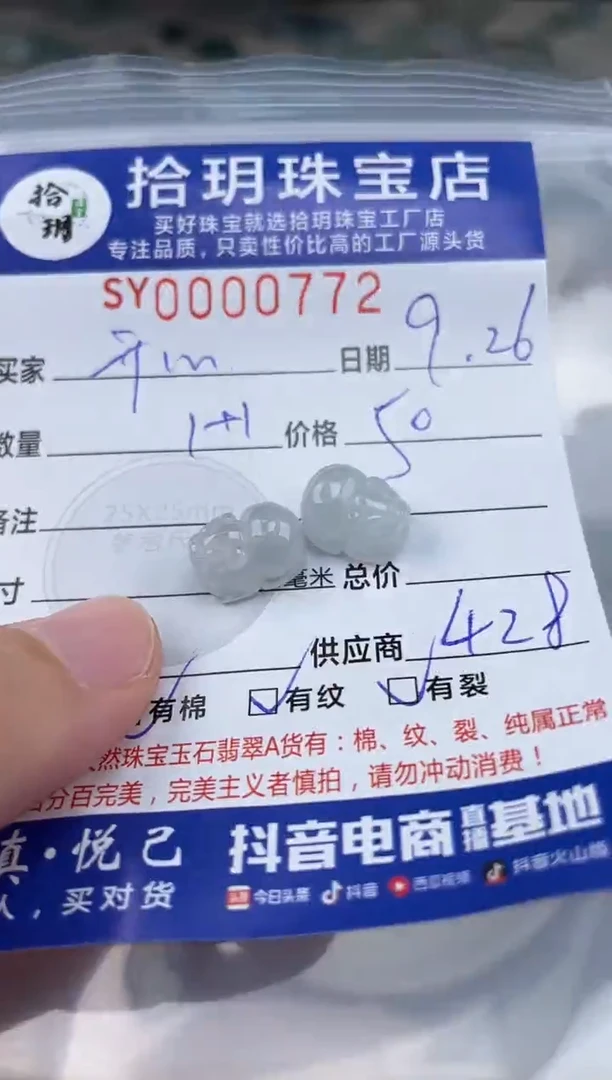 拾玥
拾玥珠宝店
买好珠宝就选拾玥珠宝工厂店
专注品质,只卖性价比高的工厂源头货
SY0000772
买家 日期 9.26
数量 1+1 价格 50
备注
25X25mm
寸 毫米 总价
供应商 428
有棉 有纹 有裂
然珠宝玉石翡翠A货有:棉、纹、裂、纯属正常
百分百完美,完美主义者慎拍,请勿冲动消费!
真·悦己 抖音电商直播基地
人,买对货 头条 今日头条 抖音 西瓜视频 抖音火山版